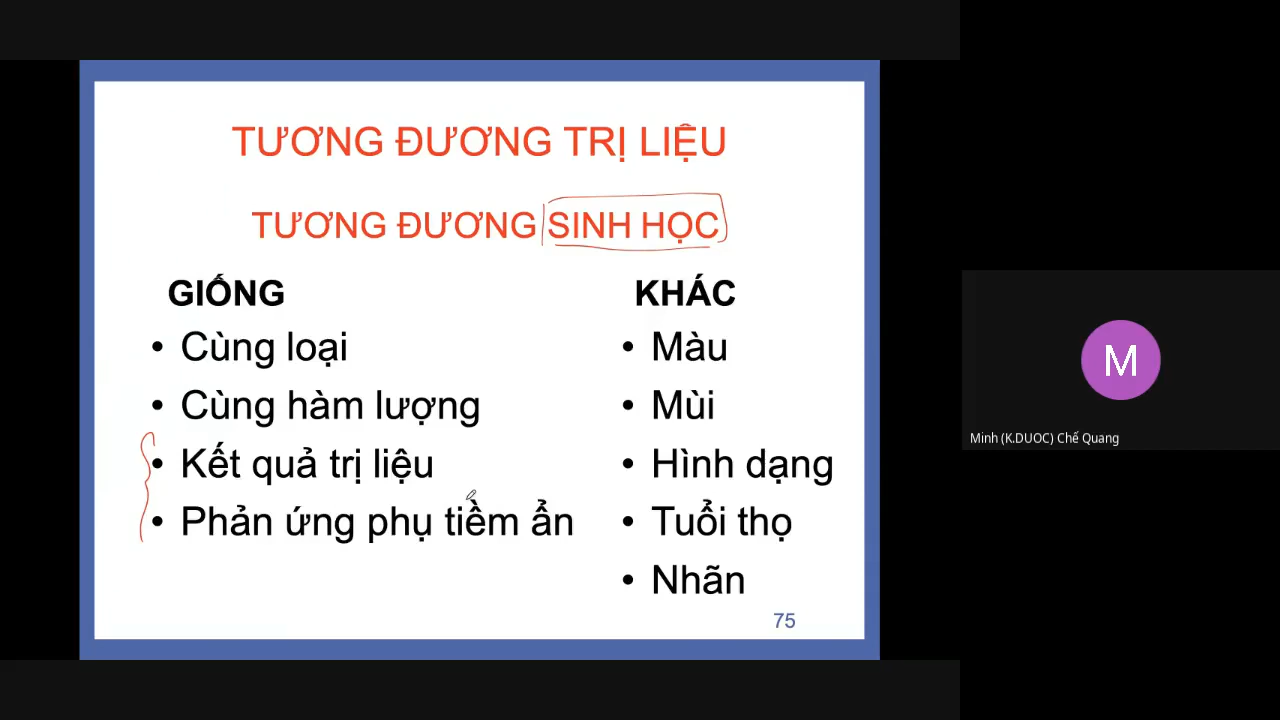 TƯƠNG ĐƯƠNG TRỊ LIỆU
TƯƠNG ĐƯƠNG SINH HỌC
GIỐNG
• Cùng loại
• Cùng hàm lượng
• Kết quả trị liệu
• Phản ứng phụ tiềm ẩn
KHÁC
• Màu
• Mùi
• Hình dạng
• Tuổi thọ
• Nhãn
75
M
Minh (K.DUOC) Chế Quang